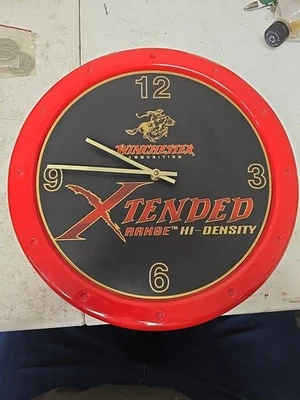 12
WINCHESTER
AMMUNITION
9
3
XTENDED
RANGE™ HI-DENSITY
6